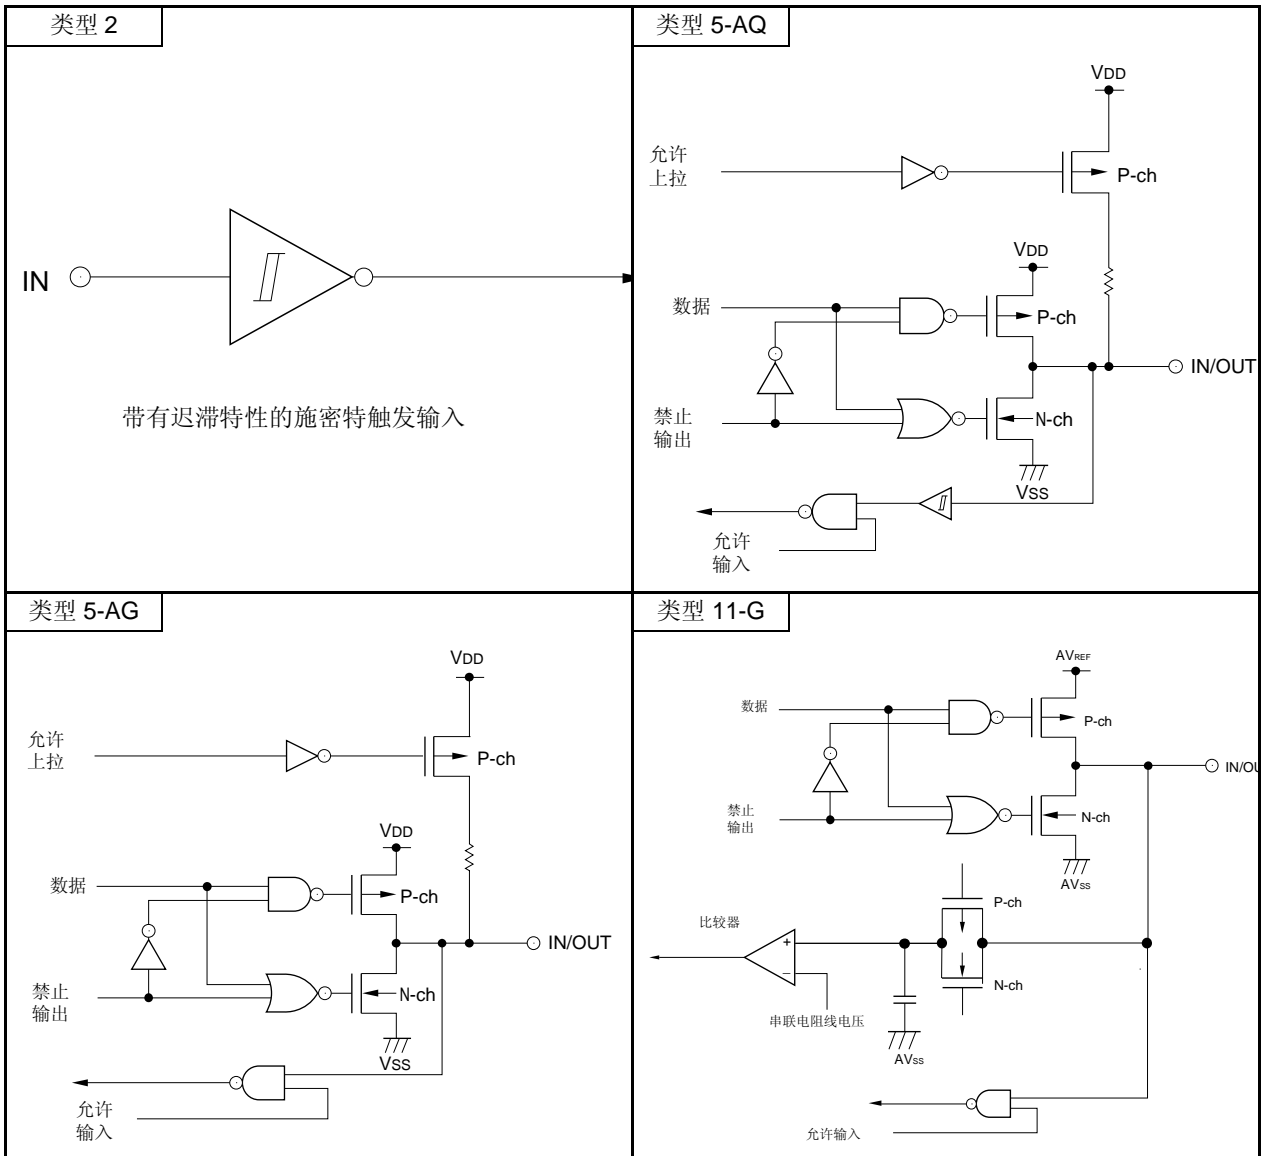 类型 2
IN
带有迟滞特性的施密特触发输入
类型 5-AQ
VDD
允许
上拉
P-ch
VDD
数据
P-ch
IN/OUT
禁止
输出
N-ch
VSS
允许
输入
类型 5-AG
VDD
允许
上拉
P-ch
VDD
数据
P-ch
IN/OUT
禁止
输出
N-ch
VSS
允许
输入
类型 11-G
AVREF
数据
P-ch
IN/OU
禁止
输出
N-ch
AVSS
P-ch
比较器
+
−
N-ch
串联电阻线电压
AVSS
允许输入